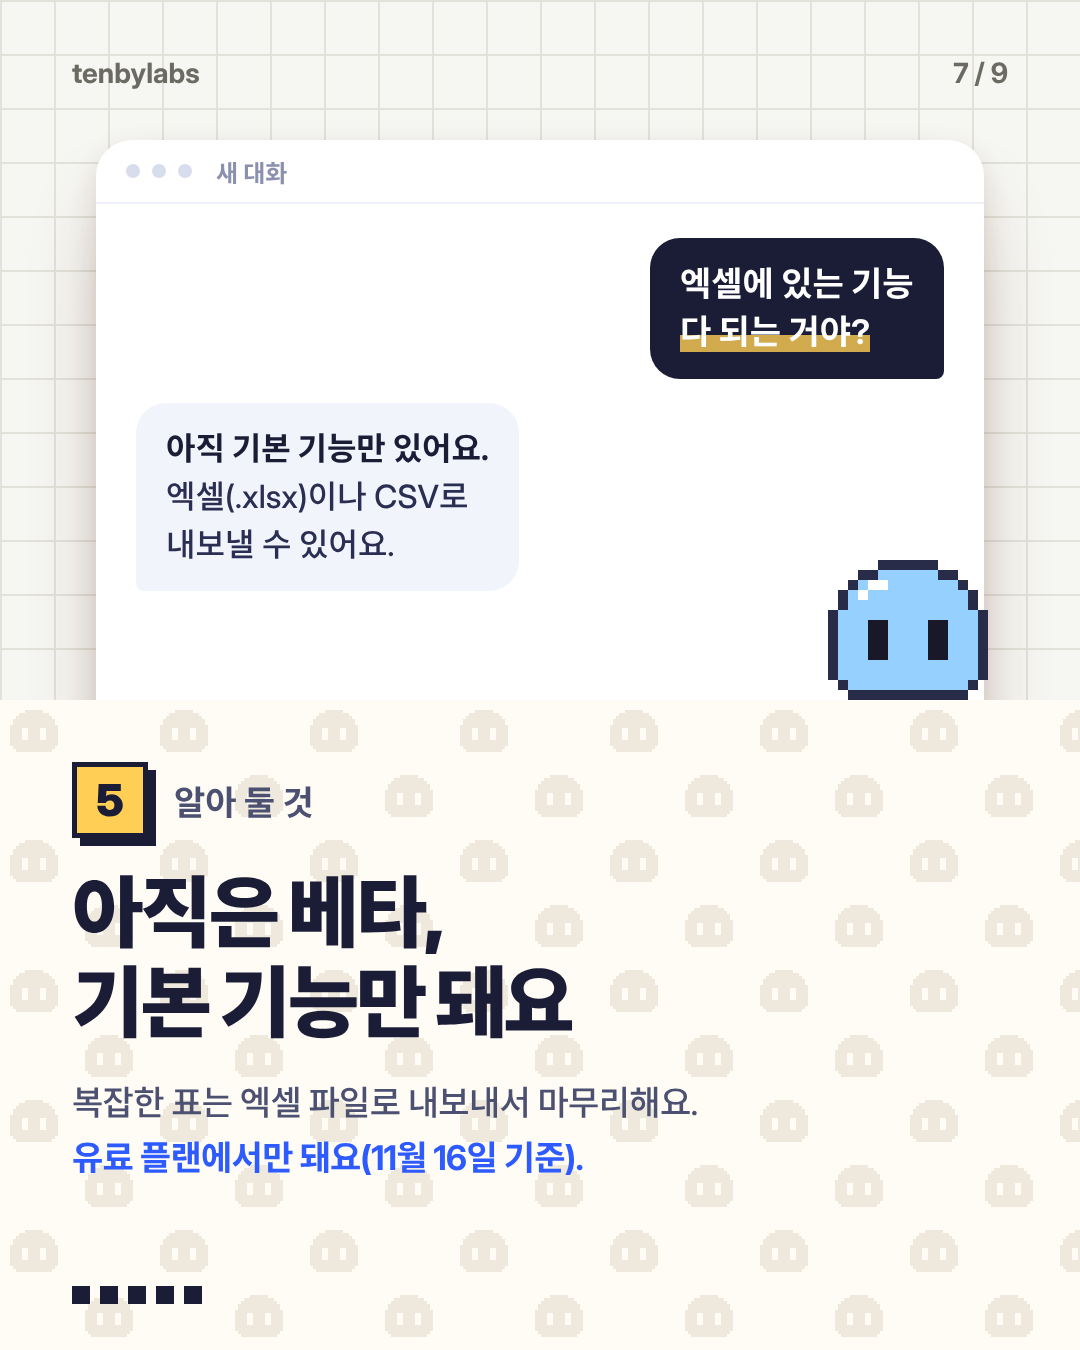 tenbylabs
7 / 9
새 대화
엑셀에 있는 기능
다 되는 거야?
아직 기본 기능만 있어요.
엑셀(.xlsx)이나 CSV로
내보낼 수 있어요.
5
알아 둘 것
아직은 베타,
기본 기능만 돼요
복잡한 표는 엑셀 파일로 내보내서 마무리해요.
유료 플랜에서만 돼요(11월 16일 기준).